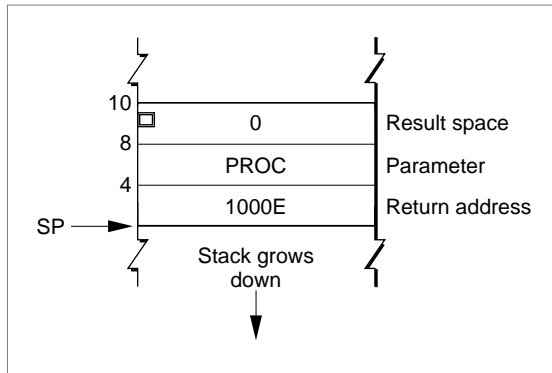 10
0 Result space
8
PROC Parameter
4
1000E Return address
SP
Stack grows
down